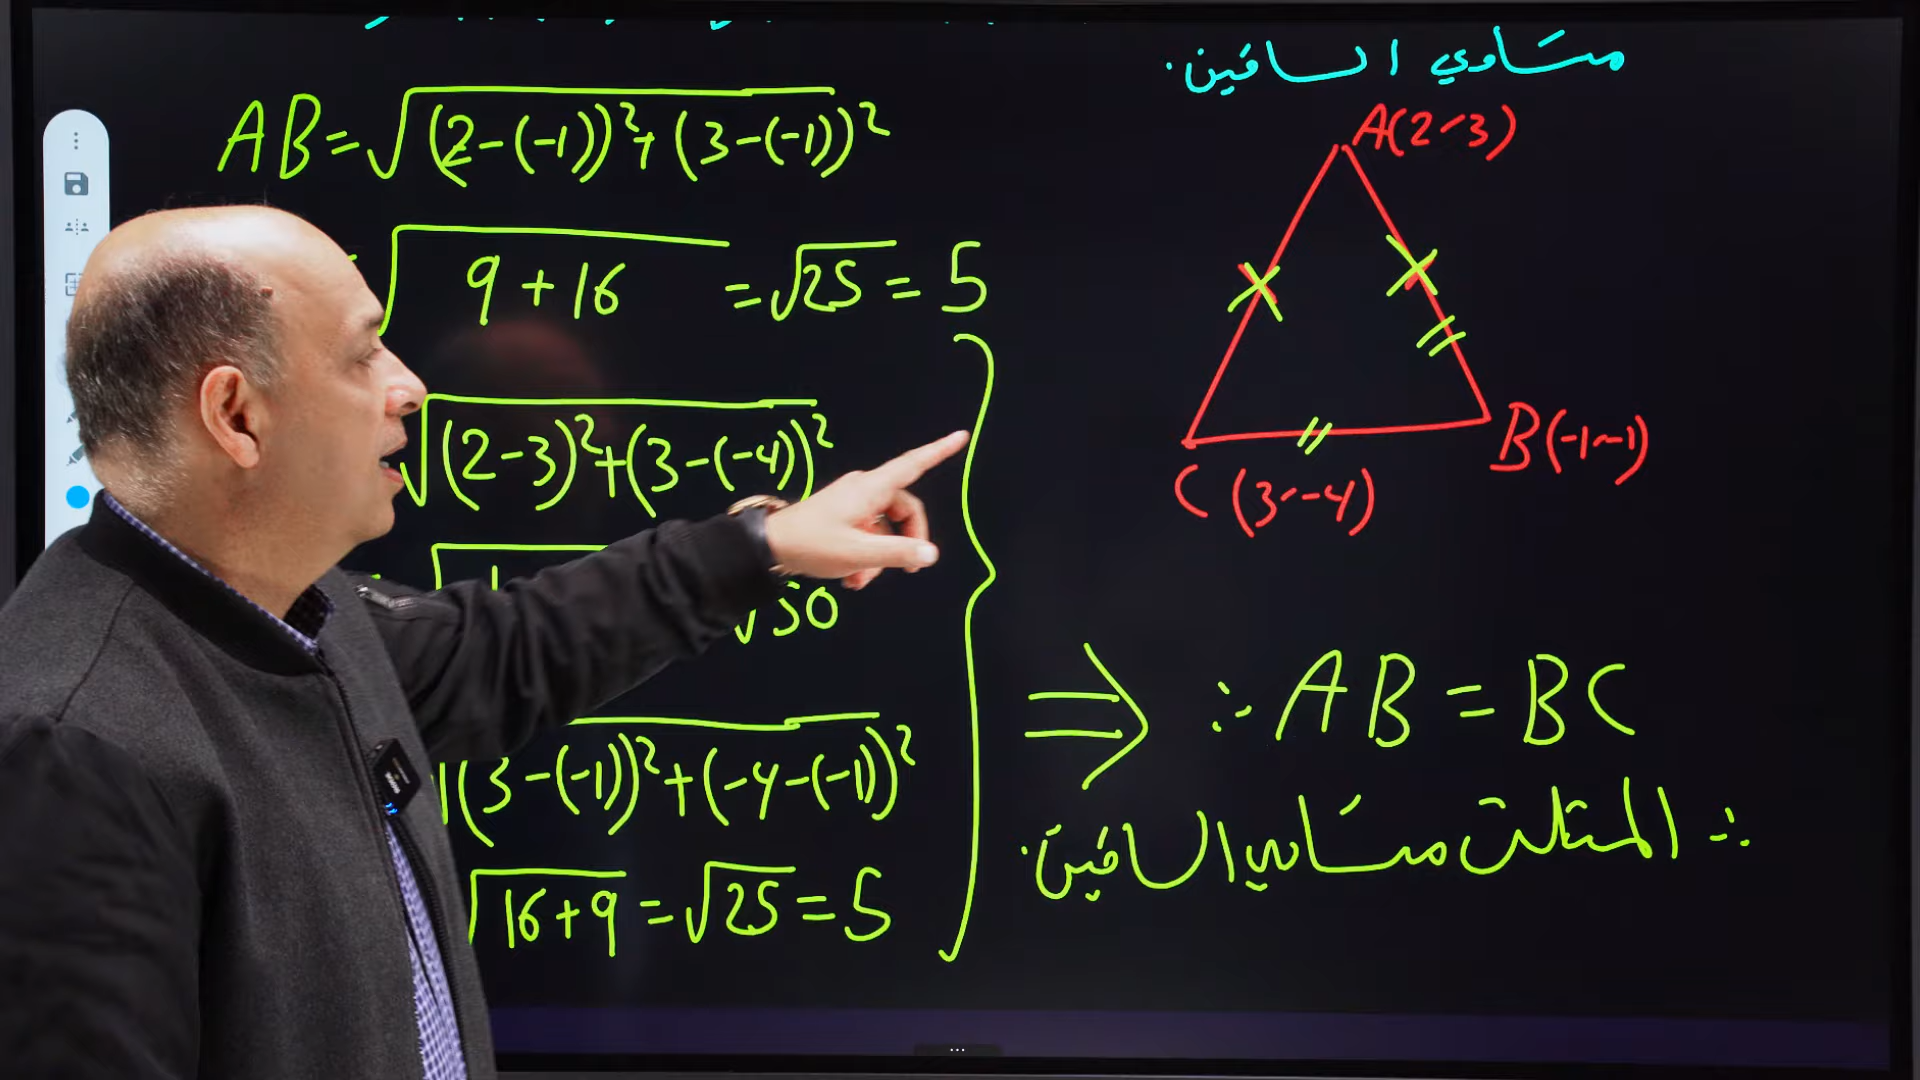 متساوي الساقين.
AB=√(2-(-1))²+(3-(-1))²
√9+16 =√25 = 5
√(2-3)²+(3-(-4))²
√50
(3-(-1))²+(-4-(-1))²
√16+9 =√25 = 5
A(2،3)
B(-1،-1)
C (3،-4)
⇒ ∴ AB = BC
∴ المثلث متساوي الساقين.